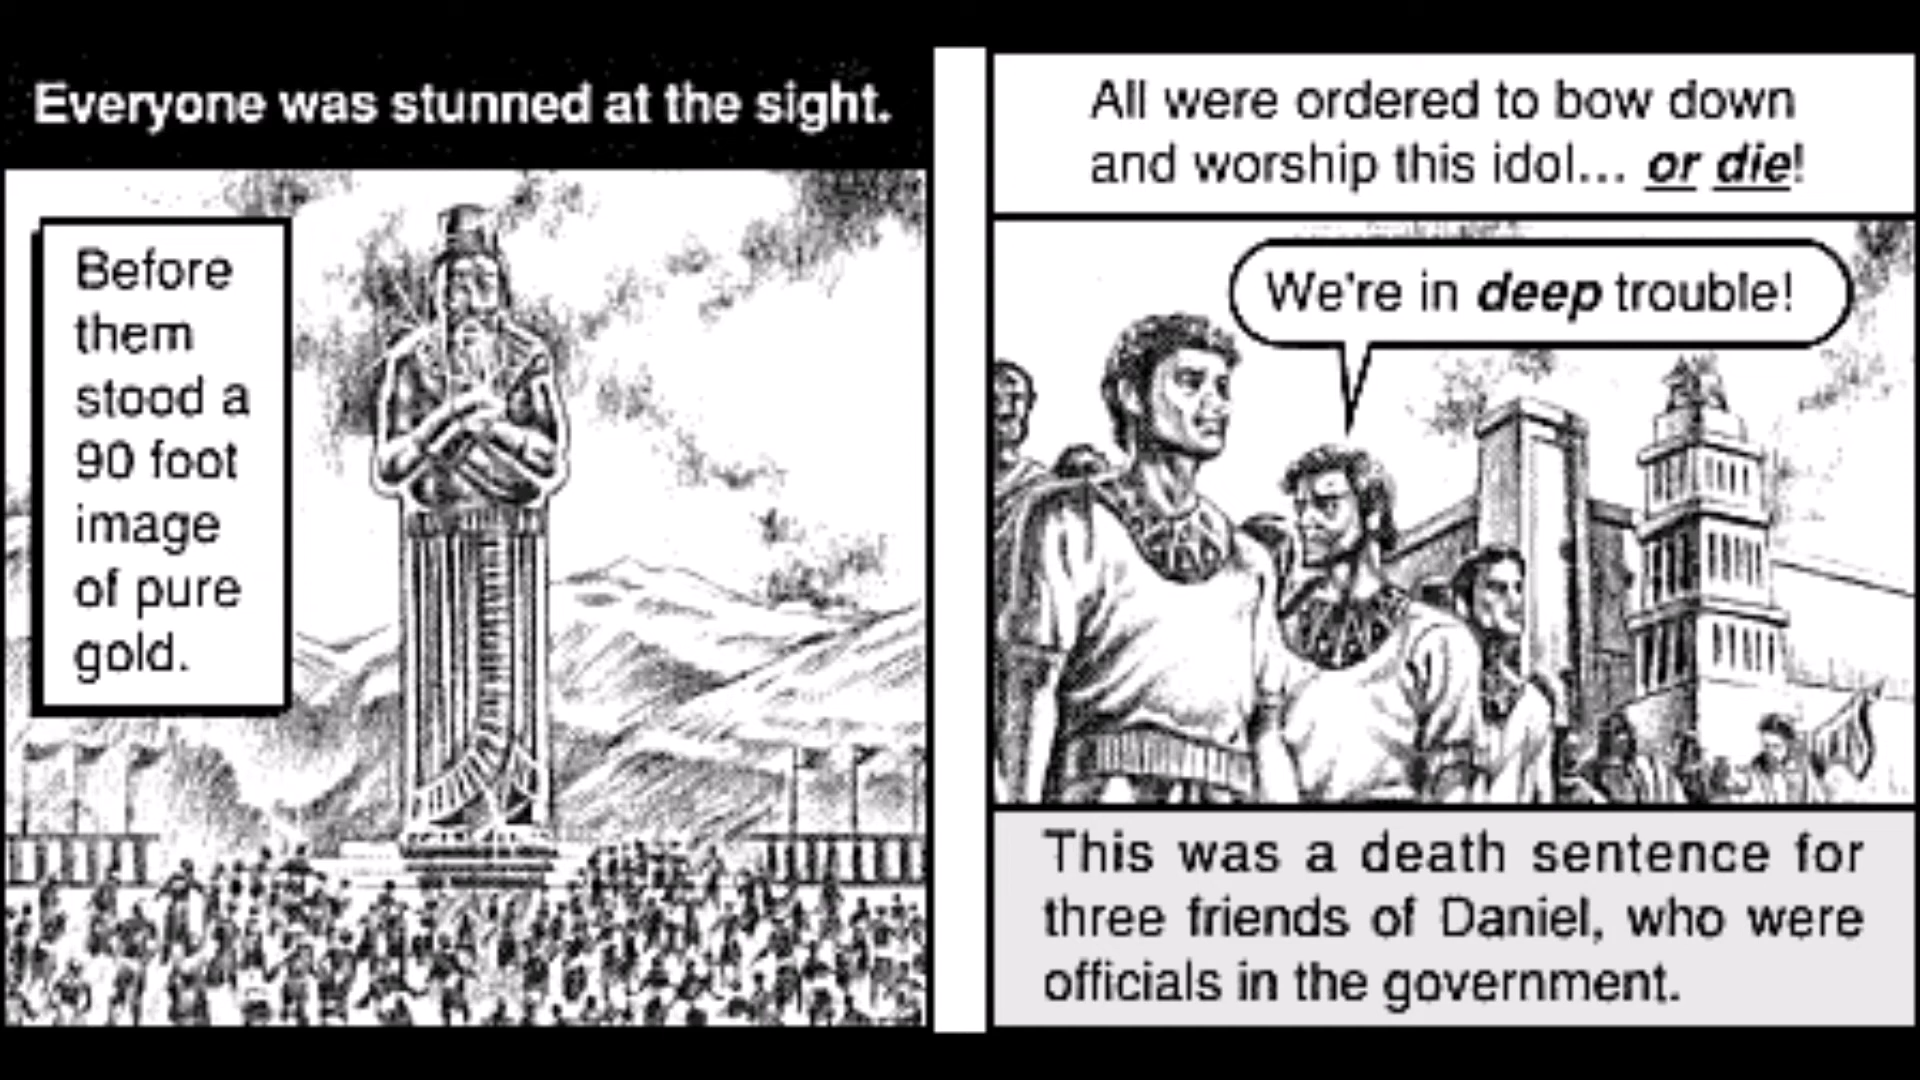 Everyone was stunned at the sight.
Before
them
stood a
90 foot
image
of pure
gold.
All were ordered to bow down
and worship this idol... or die!
We're in deep trouble!
This was a death sentence for
three friends of Daniel, who were
officials in the government.